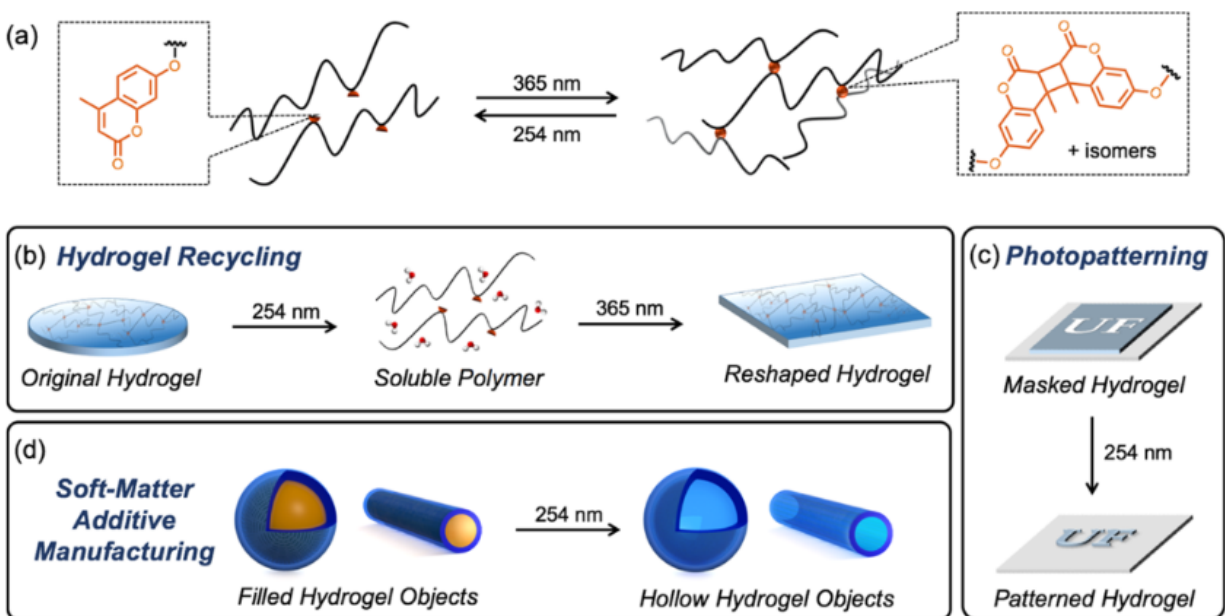 (a)
O
O
O
365 nm
254 nm
O
O
O
O
O
O
+ isomers
(b) Hydrogel Recycling
254 nm
365 nm
Original Hydrogel
Soluble Polymer
Reshaped Hydrogel
(c) Photopatterning
UF
Masked Hydrogel
254 nm
UF
Patterned Hydrogel
(d)
Soft-Matter
Additive
Manufacturing
254 nm
Filled Hydrogel Objects
Hollow Hydrogel Objects